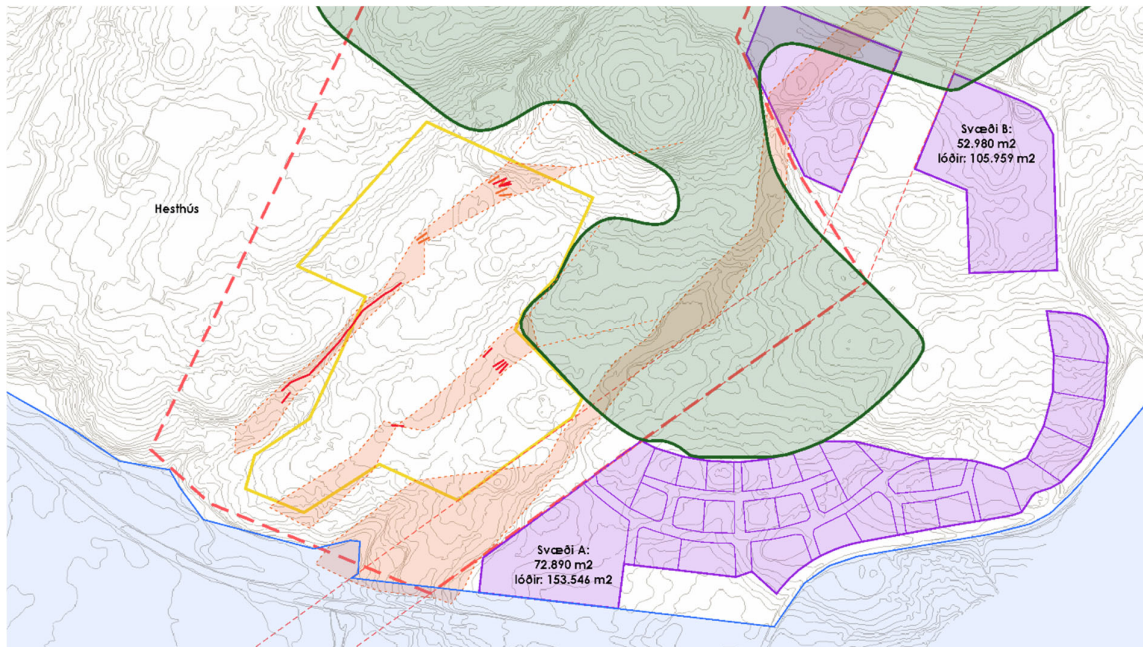 Hesthús
Svæði B:
52.980 m2
lóðir: 105.959 m2
Svæði A:
72.890 m2
lóðir: 153.546 m2